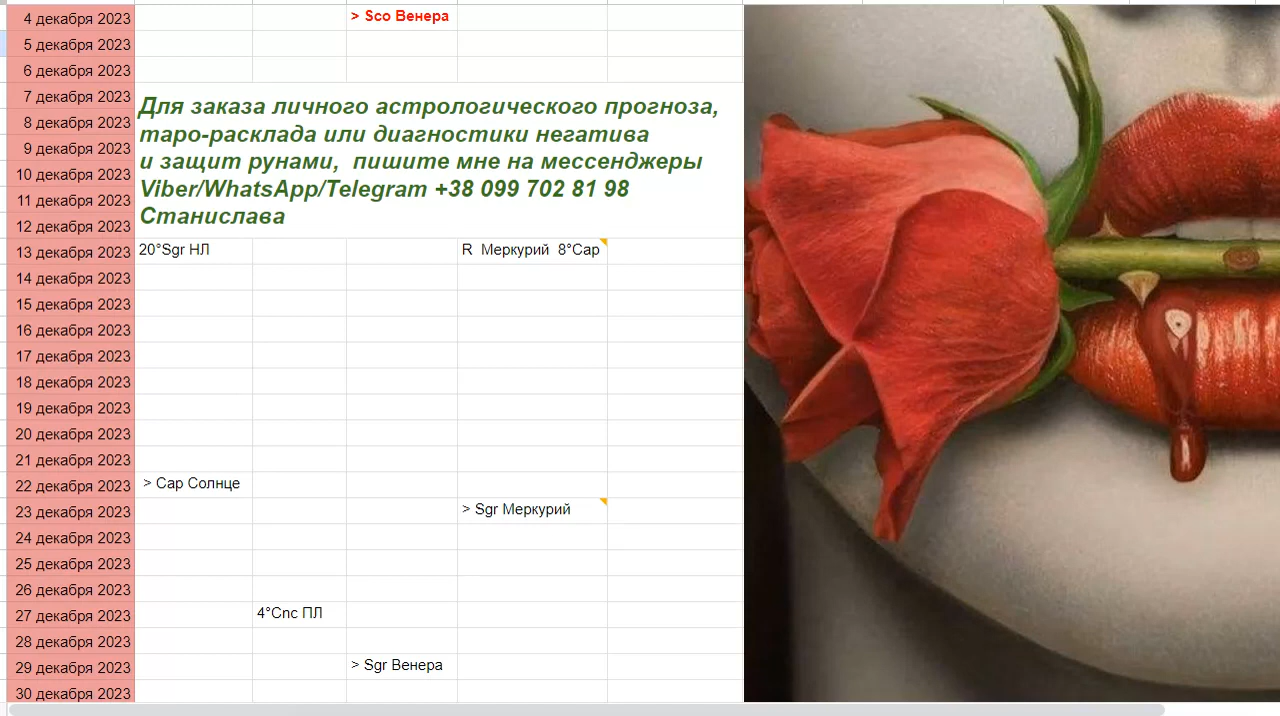 4 декабря 2023 > Sco Венера
5 декабря 2023
6 декабря 2023
7 декабря 2023
8 декабря 2023
9 декабря 2023
10 декабря 2023
11 декабря 2023
12 декабря 2023
Для заказа личного астрологического прогноза,
таро-расклада или диагностики негатива
и защит рунами, пишите мне на мессенджеры
Viber/WhatsApp/Telegram +38 099 702 81 98
Станислава
13 декабря 2023 20°Sgr НЛ R Меркурий 8°Cap
14 декабря 2023
15 декабря 2023
16 декабря 2023
17 декабря 2023
18 декабря 2023
19 декабря 2023
20 декабря 2023
21 декабря 2023
22 декабря 2023 > Cap Солнце
23 декабря 2023 > Sgr Меркурий
24 декабря 2023
25 декабря 2023
26 декабря 2023
27 декабря 2023 4°Cnc ПЛ
28 декабря 2023
29 декабря 2023 > Sgr Венера
30 декабря 2023